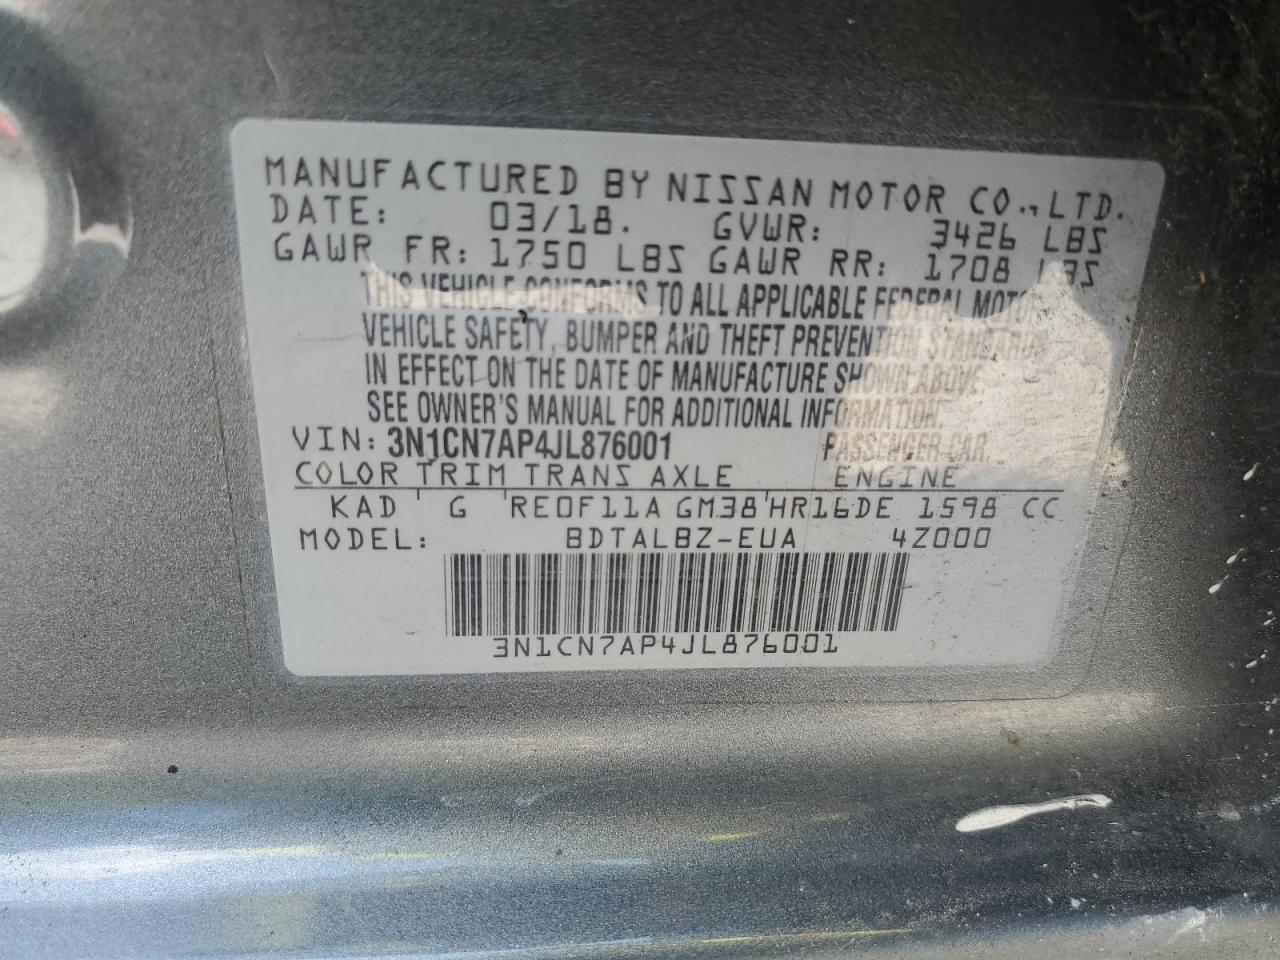 MANUFACTURED BY NISSAN MOTOR CO., LTD.
DATE: 03/18. GVWR: 3426 LBS
GAWR FR: 1750 LBS GAWR RR: 1708 LBS
THIS VEHICLE CONFORMS TO ALL APPLICABLE FEDERAL MOTOR
VEHICLE SAFETY, BUMPER AND THEFT PREVENTION STANDARDS
IN EFFECT ON THE DATE OF MANUFACTURE SHOWN ABOVE
SEE OWNER'S MANUAL FOR ADDITIONAL INFORMATION.
VIN: 3N1CN7AP4JL876001 PASSENGER CAR.
COLOR TRIM TRANS AXLE ENGINE
KAD G RE0F11A GM38 HR16DE 1598 CC
MODEL: BDTALBZ-EUA 4Z000
3N1CN7AP4JL876001